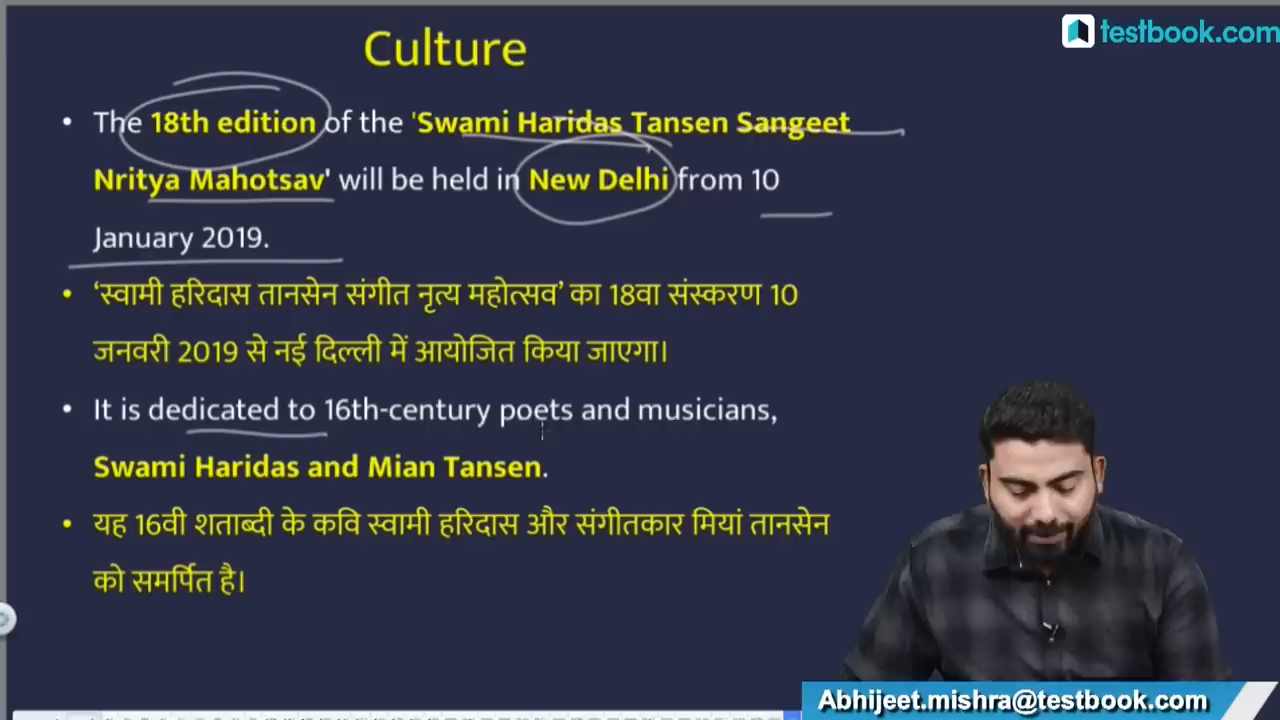 Culture
testbook.com
• The 18th edition of the 'Swami Haridas Tansen Sangeet
Nritya Mahotsav' will be held in New Delhi from 10
January 2019.
• ‘स्वामी हरिदास तानसेन संगीत नृत्य महोत्सव’ का 18वा संस्करण 10
जनवरी 2019 से नई दिल्ली में आयोजित किया जाएगा।
• It is dedicated to 16th-century poets and musicians,
Swami Haridas and Mian Tansen.
• यह 16वी शताब्दी के कवि स्वामी हरिदास और संगीतकार मियां तानसेन
को समर्पित है।
Abhijeet.mishra@testbook.com